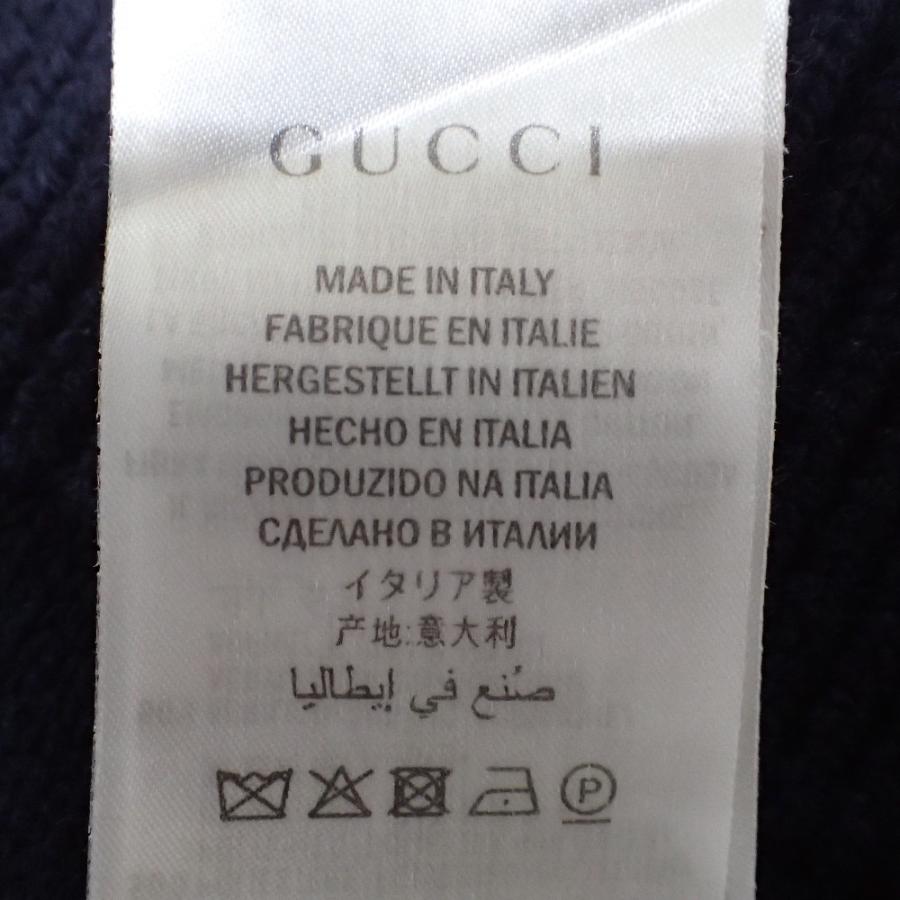 GUCCI
MADE IN ITALY
FABRIQUE EN ITALIE
HERGESTELLT IN ITALIEN
HECHO EN ITALIA
PRODUZIDO NA ITALIA
СДЕЛАНО В ИТАЛИИ
イタリア製
产地:意大利
صُنع في إيطاليا
P